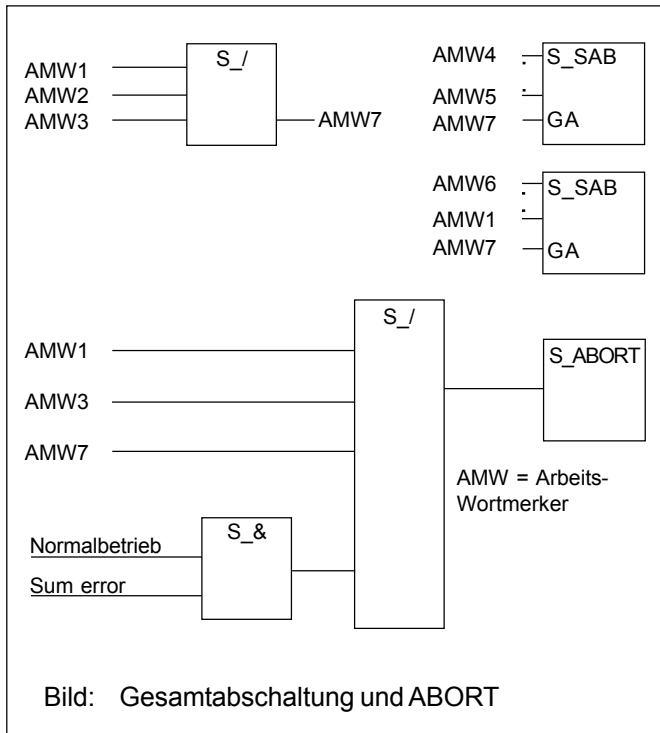 S_/
AMW1
AMW2
AMW3
AMW7
AMW4
S_SAB
AMW5
AMW7
GA
AMW6
S_SAB
AMW1
AMW7
GA
S_/
AMW1
AMW3
AMW7
S_ABORT
AMW = Arbeits-
Wortmerker
S_&
Normalbetrieb
Sum error
Bild: Gesamtabschaltung und ABORT